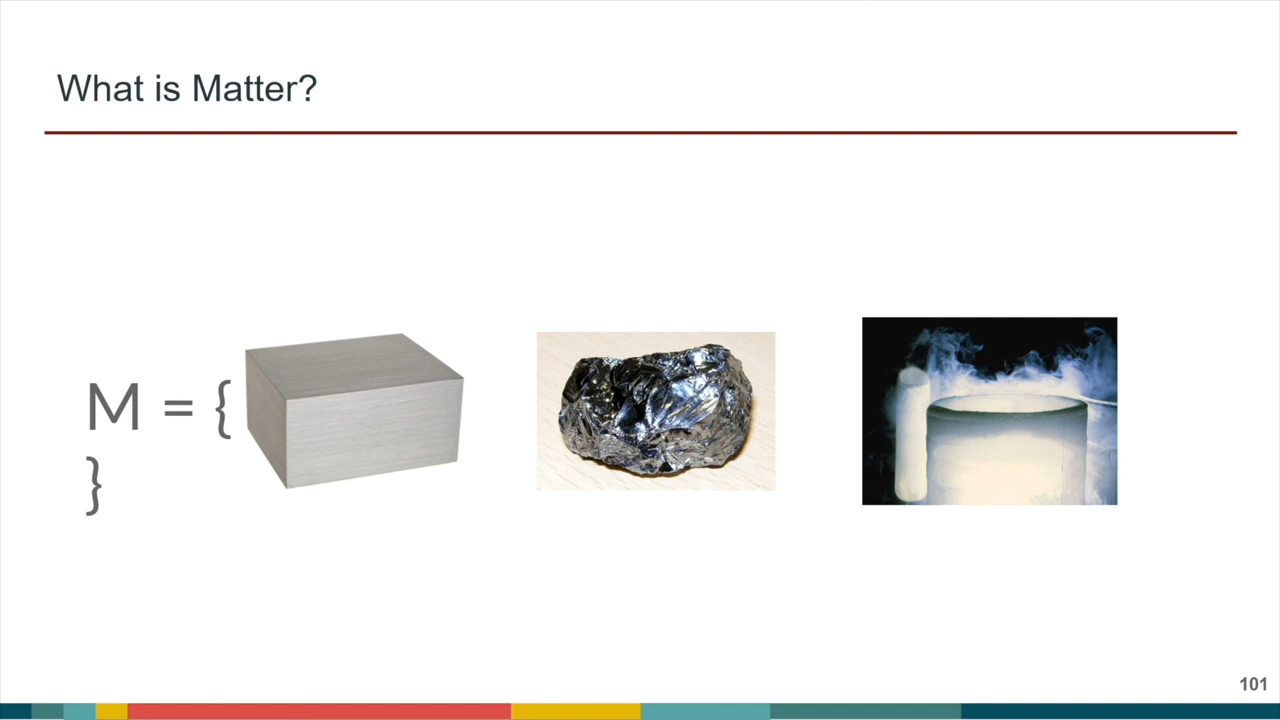 What is Matter?
M = {
}
101